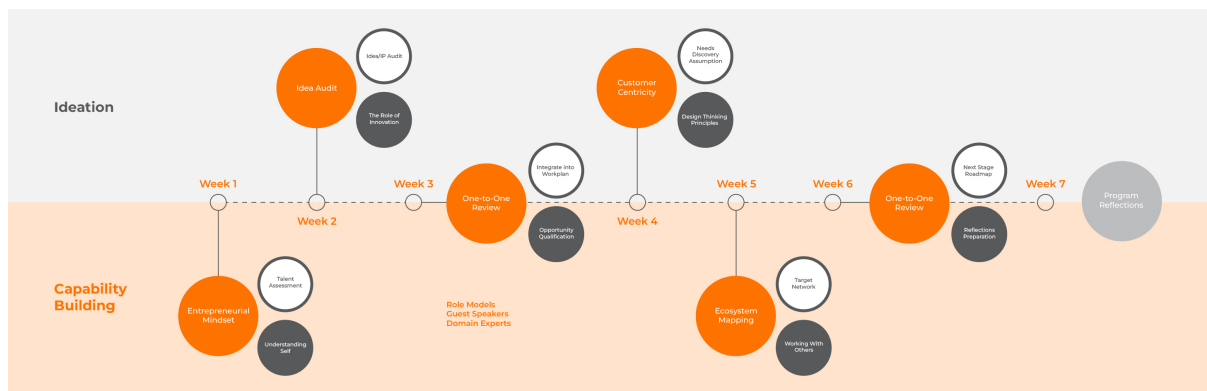 Ideation
Idea Audit
Idea/IP Audit
The Role of
Innovation
Customer
Centricity
Needs
Discovery
Assumption
Design Thinking
Principles
Week 1
Week 2
Week 3
One-to-One
Review
Integrate into
Workplan
Opportunity
Qualification
Week 4
Week 5
Week 6
One-to-One
Review
Next Stage
Roadmap
Reflections
Preparation
Week 7
Program
Reflections
Capability
Building
Entrepreneurial
Mindset
Talent
Assessment
Understanding
Self
Role Models
Guest Speakers
Domain Experts
Ecosystem
Mapping
Target
Network
Working With
Others